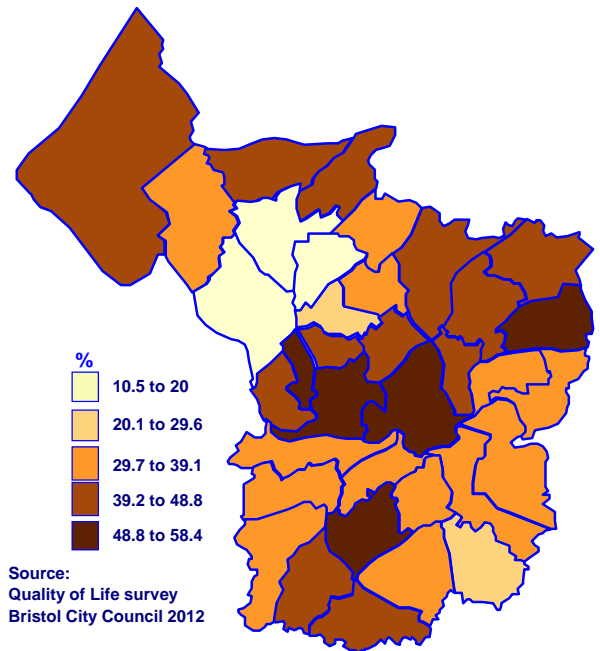 %
10.5 to 20
20.1 to 29.6
29.7 to 39.1
39.2 to 48.8
48.8 to 58.4
Source:
Quality of Life survey
Bristol City Council 2012